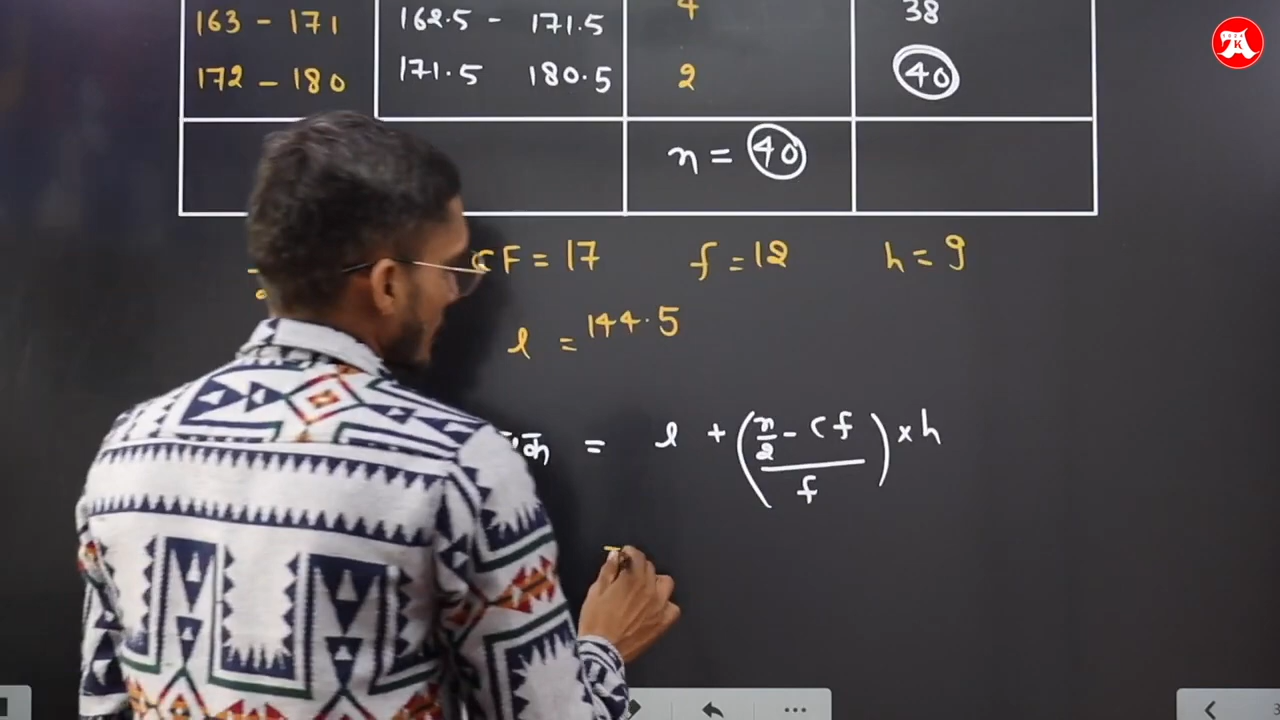 163 - 171 162.5 - 171.5 4 38
172 - 180 171.5 180.5 2 40
n = 40
CF = 17 f = 12 h = 9
l = 144.5
= l + (n/2 - cf / f) × h